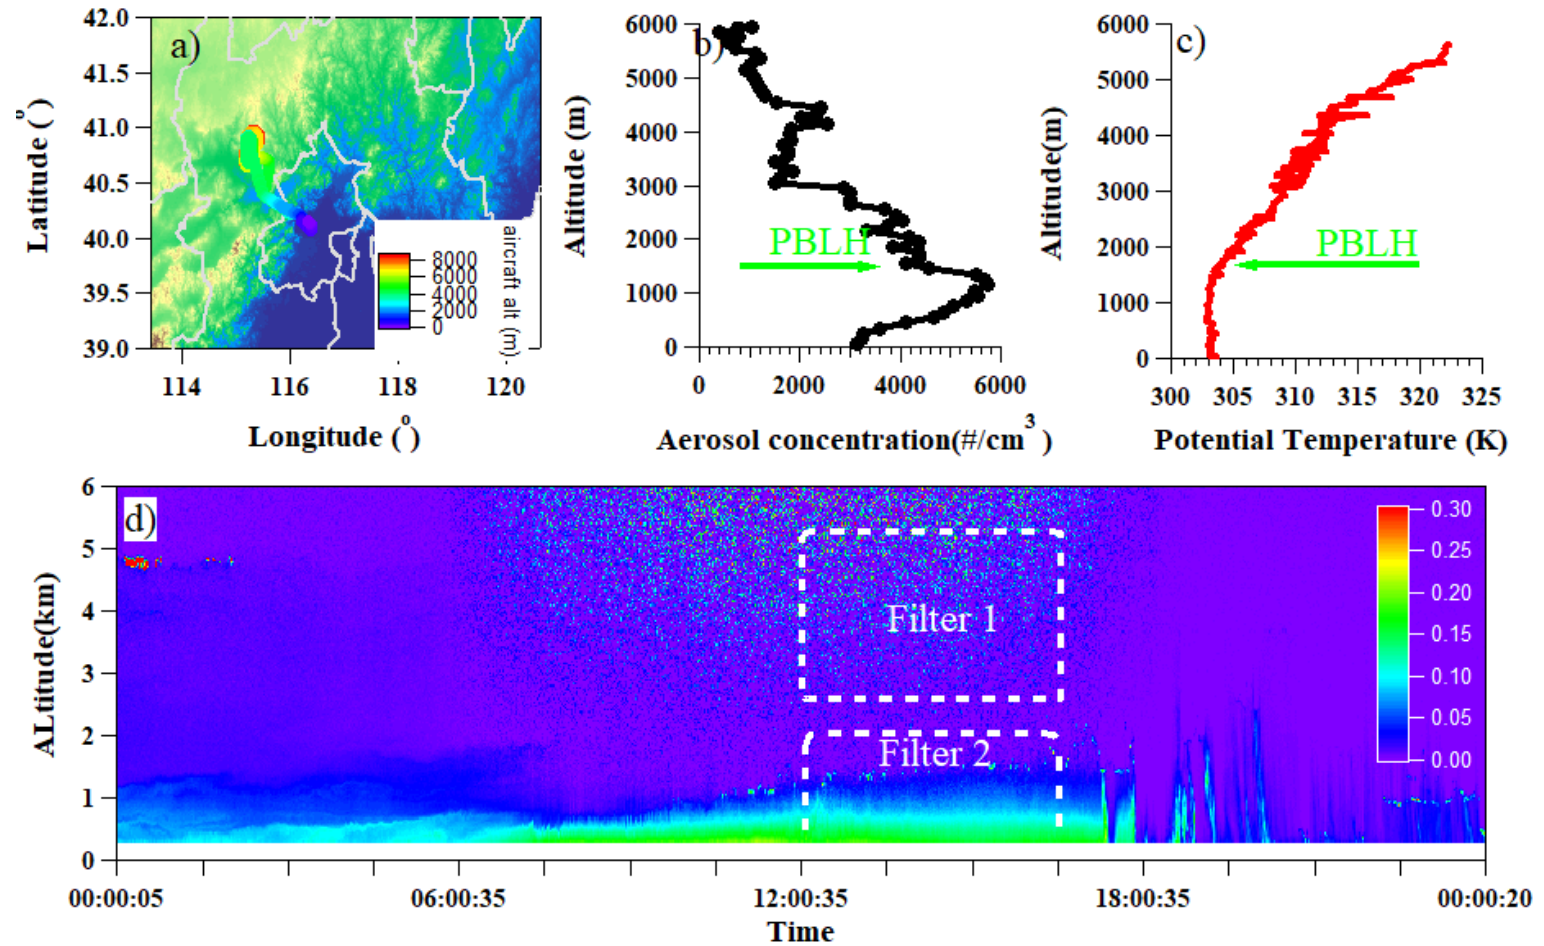 a)
42.0
41.5
41.0
40.5
40.0
39.5
39.0
Latitude (°)
114 116 118 120
Longitude (°)
8000
6000
4000
2000
0
aircraft alt (m)
b)
6000
5000
4000
3000
2000
1000
0
Altitude (m)
PBLH
0 2000 4000 6000
Aerosol concentration(#/cm³)
c)
6000
5000
4000
3000
2000
1000
0
Altitude(m)
PBLH
300 305 310 315 320 325
Potential Temperature (K)
d)
6
5
4
3
2
1
0
ALtitude(km)
Filter 1
Filter 2
0.30
0.25
0.20
0.15
0.10
0.05
0.00
00:00:05 06:00:35 12:00:35 18:00:35 00:00:20
Time